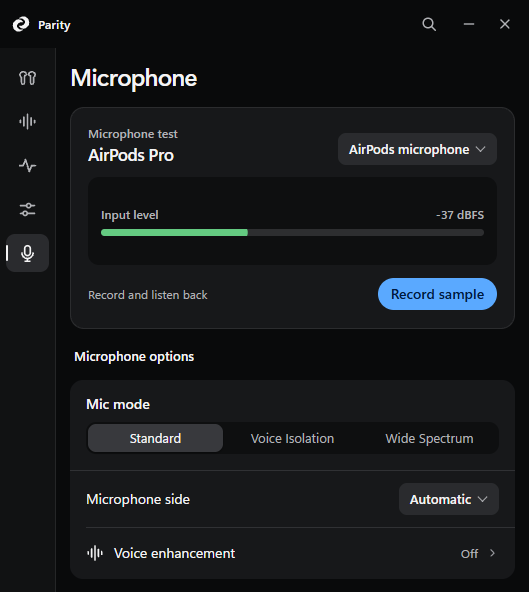 Parity
Microphone
Microphone test
AirPods Pro
AirPods microphone
Input level
-37 dBFS
Record and listen back
Record sample
Microphone options
Mic mode
Standard
Voice Isolation
Wide Spectrum
Microphone side
Automatic
Voice enhancement
Off